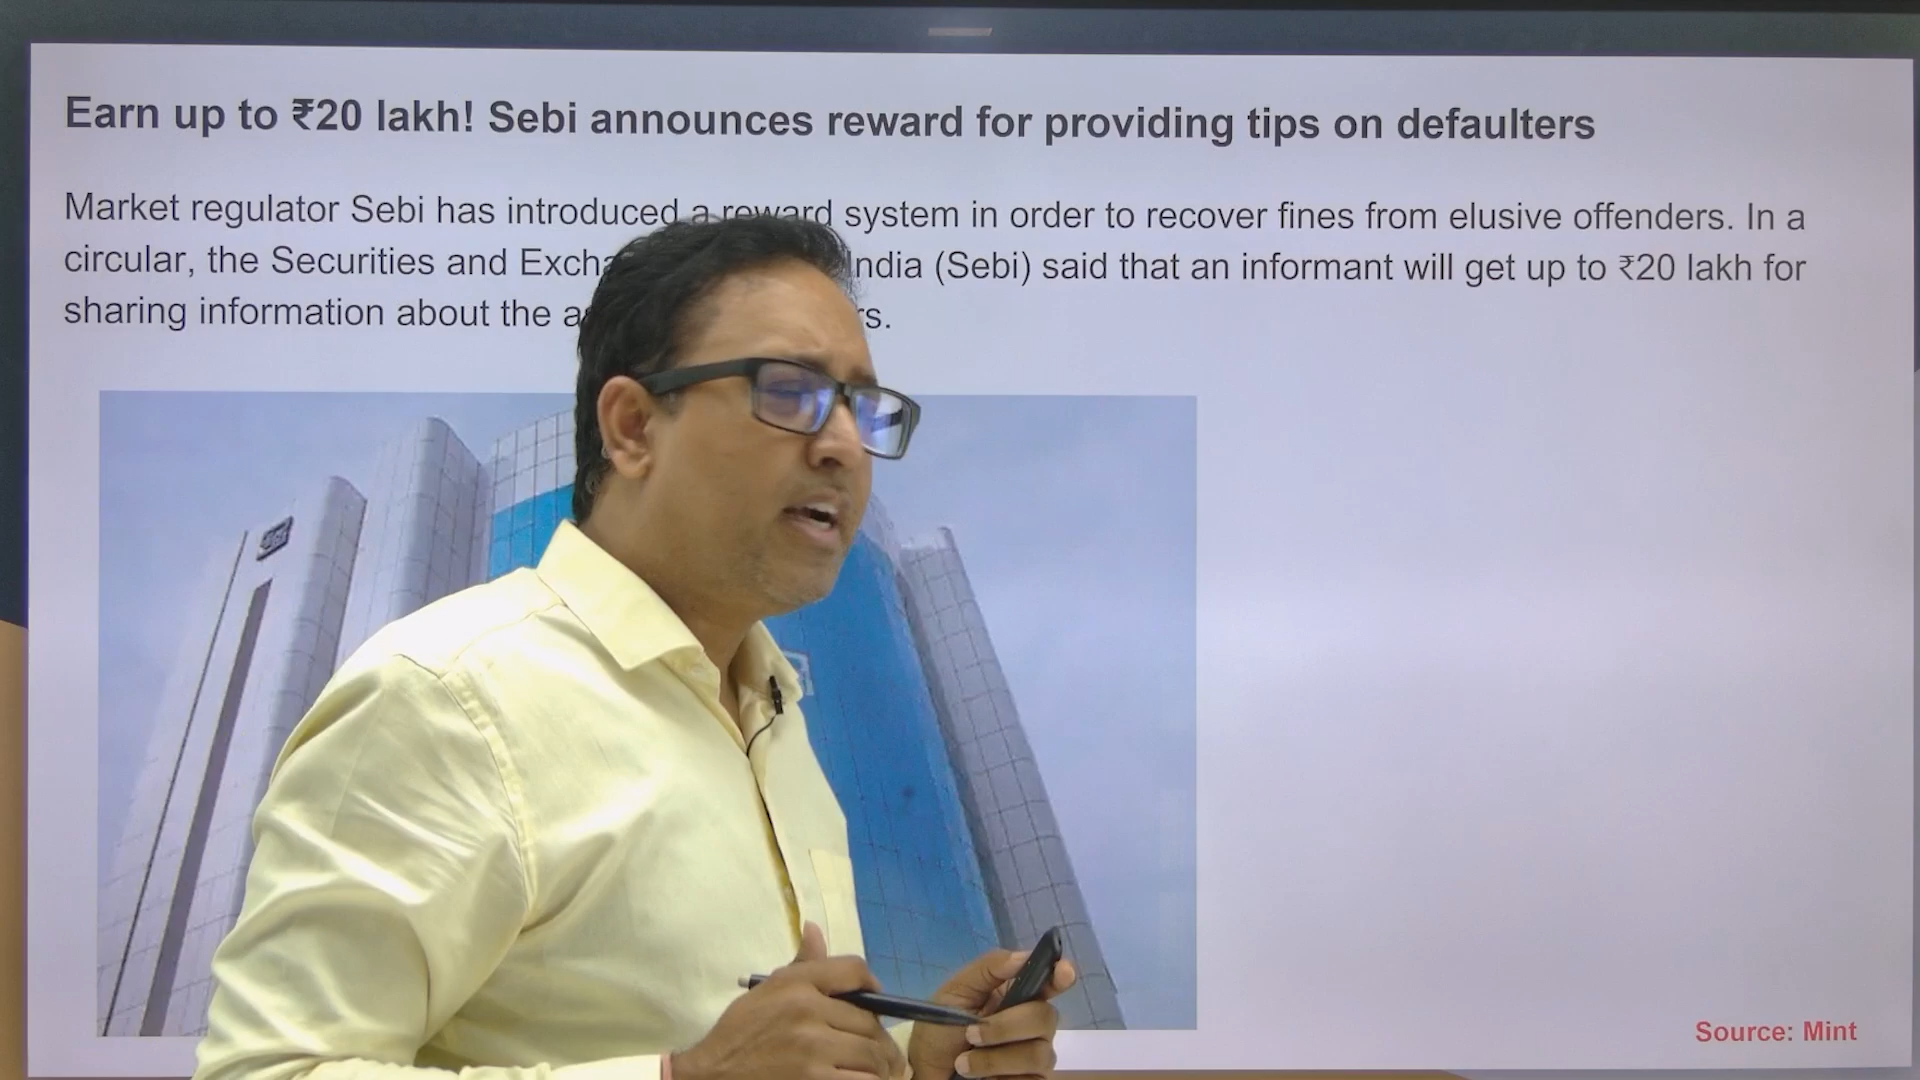 Earn up to ₹20 lakh! Sebi announces reward for providing tips on defaulters
Market regulator Sebi has introduced a reward system in order to recover fines from elusive offenders. In a
circular, the Securities and India (Sebi) said that an informant will get up to ₹20 lakh for
sharing information about the
Source: Mint